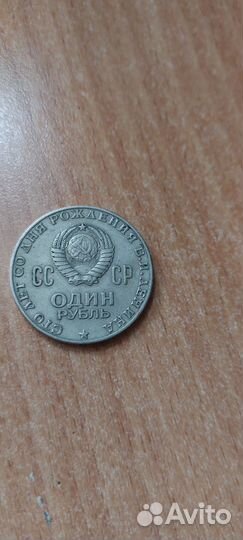 СТО ЛЕТ СО ДНЯ РОЖДЕНИЯ В.И.ЛЕНИНА
СС СР
ОДИН
РУБЛЬ
Avito